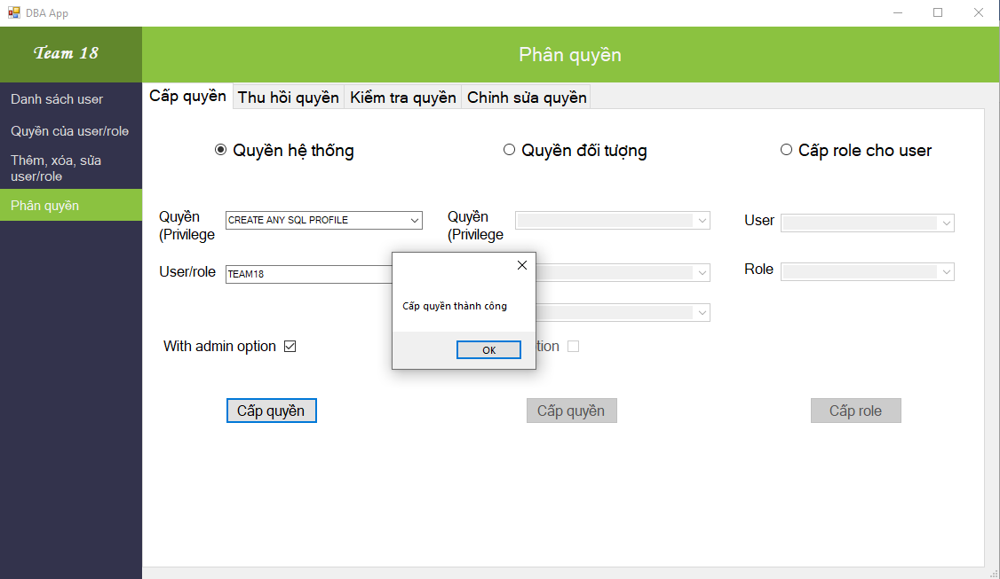 DBA App
Team 18
Phân quyền
Danh sách user
Quyền của user/role
Thêm, xóa, sửa
user/role
Phân quyền
Cấp quyền
Thu hồi quyền
Kiểm tra quyền
Chỉnh sửa quyền
Quyền hệ thống
Quyền đối tượng
Cấp role cho user
Quyền
(Privilege
CREATE ANY SQL PROFILE
Quyền
(Privilege
User
User/role
TEAM18
Role
Cấp quyền thành công
OK
With admin option
tion
Cấp quyền
Cấp quyền
Cấp role